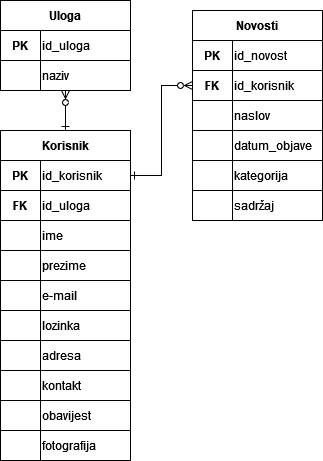 Uloga
PK id_uloga
naziv
Korisnik
PK id_korisnik
FK id_uloga
ime
prezime
e-mail
lozinka
adresa
kontakt
obavijest
fotografija
Novosti
PK id_novost
FK id_korisnik
naslov
datum_objave
kategorija
sadržaj